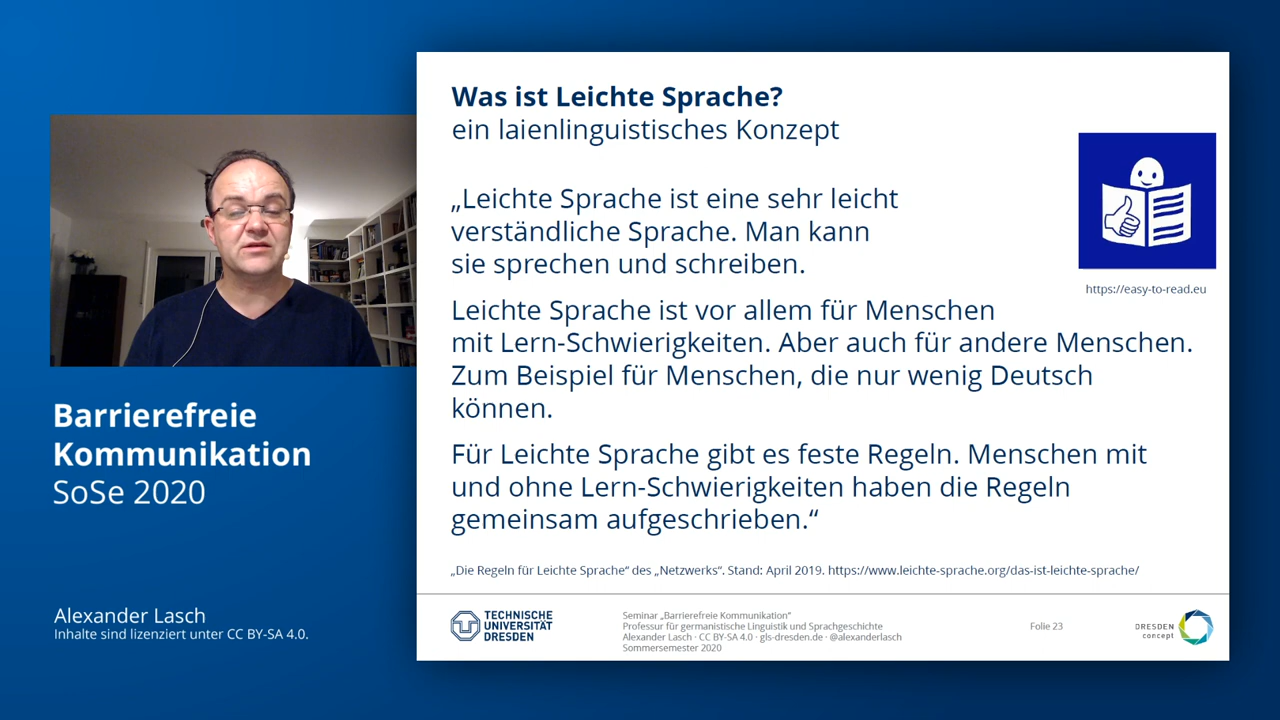 Was ist Leichte Sprache?
ein laienlinguistisches Konzept
„Leichte Sprache ist eine sehr leicht
verständliche Sprache. Man kann
sie sprechen und schreiben.
https://easy-to-read.eu
Leichte Sprache ist vor allem für Menschen
mit Lern-Schwierigkeiten. Aber auch für andere Menschen.
Zum Beispiel für Menschen, die nur wenig Deutsch
können.
Für Leichte Sprache gibt es feste Regeln. Menschen mit
und ohne Lern-Schwierigkeiten haben die Regeln
gemeinsam aufgeschrieben.“
„Die Regeln für Leichte Sprache“ des „Netzwerks“. Stand: April 2019. https://www.leichte-sprache.org/das-ist-leichte-sprache/
TECHNISCHE
UNIVERSITÄT
DRESDEN
Seminar „Barrierefreie Kommunikation“
Professur für germanistische Linguistik und Sprachgeschichte
Alexander Lasch · CC BY-SA 4.0 · gls-dresden.de · @alexanderlasch
Sommersemester 2020
Folie 23
DRESDEN
concept
Barrierefreie
Kommunikation
SoSe 2020
Alexander Lasch
Inhalte sind lizenziert unter CC BY-SA 4.0.